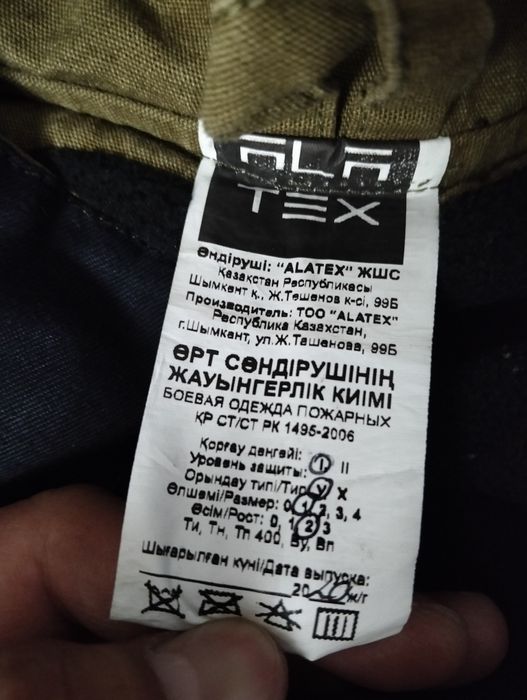 ALA
TEX
Өндіруші: "ALATEX" ЖШС
Қазақстан Республикасы
Шымкент қ., Ж.Тәшенов к-сі, 99Б
Производитель: ТОО "ALATEX"
Республика Казахстан,
г.Шымкент, ул.Ж.Ташенова, 99Б
ӨРТ СӨНДІРУШІНІҢ
ЖАУЫНГЕРЛІК КИІМІ
БОЕВАЯ ОДЕЖДА ПОЖАРНЫХ
ҚР СТ/СТ РК 1495-2006
Қорғау деңгейі:
Уровень защиты: I II
Орындау типі/Тип У X
Өлшемі/Размер: 0 1 2, 3, 4
Өсім/Рост: 0, 1 2 3
Ти, Тн, Тп 400, Ву, Вп
Шығарылған күні/Дата выпуска:
2020ж/г